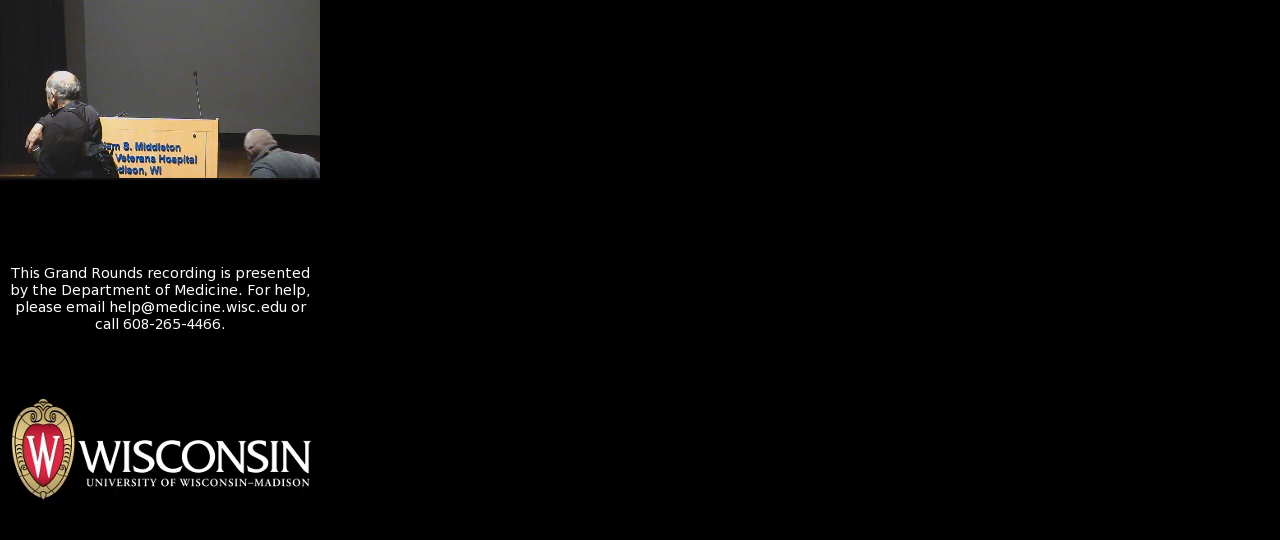 S. Middleton
Veterans Hospital
WI
This Grand Rounds recording is presented
by the Department of Medicine. For help,
please email help@medicine.wisc.edu or
call 608-265-4466.
W
WISCONSIN
UNIVERSITY OF WISCONSIN–MADISON